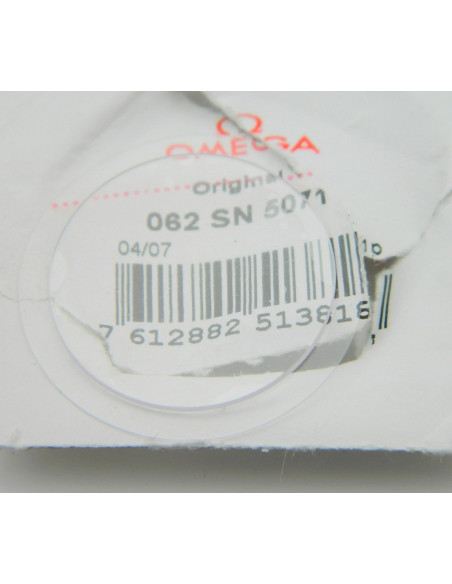 OMEGA
Original
062 SN 5071
04/07
7 612882 513816